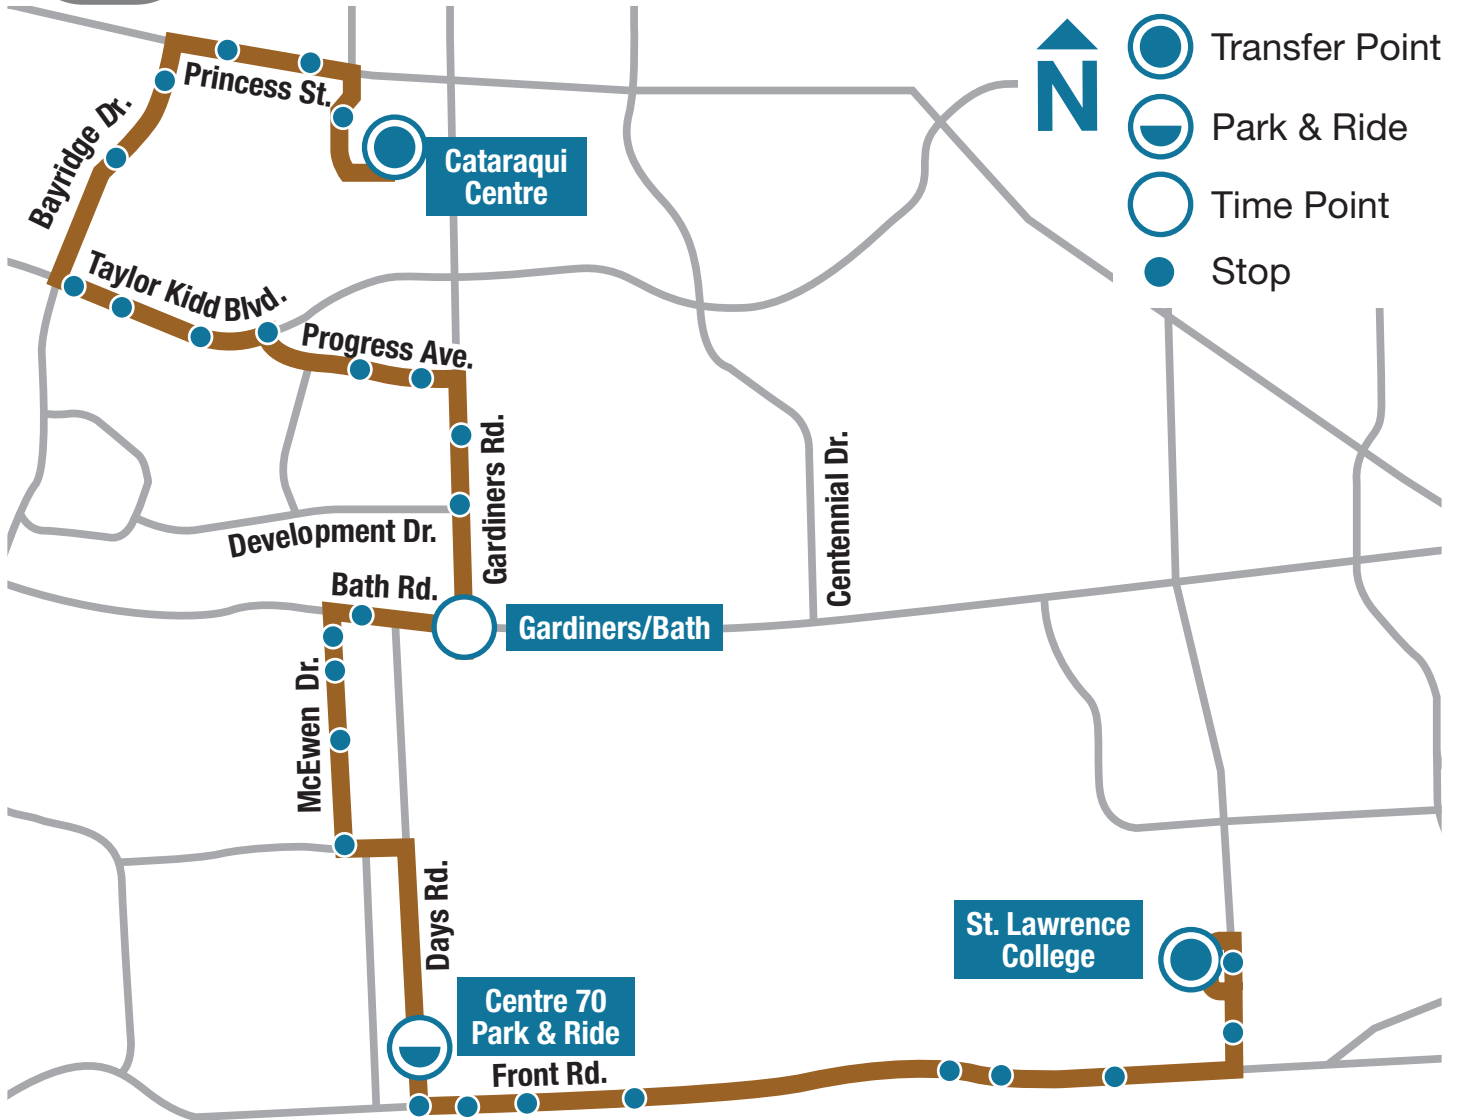 N
Transfer Point
Park & Ride
Time Point
Stop
Princess St.
Bayridge Dr.
Cataraqui
Centre
Taylor Kidd Blvd.
Progress Ave.
Gardiners Rd.
Centennial Dr.
Development Dr.
Bath Rd.
Gardiners/Bath
McEwen Dr.
Days Rd.
St. Lawrence
College
Centre 70
Park & Ride
Front Rd.